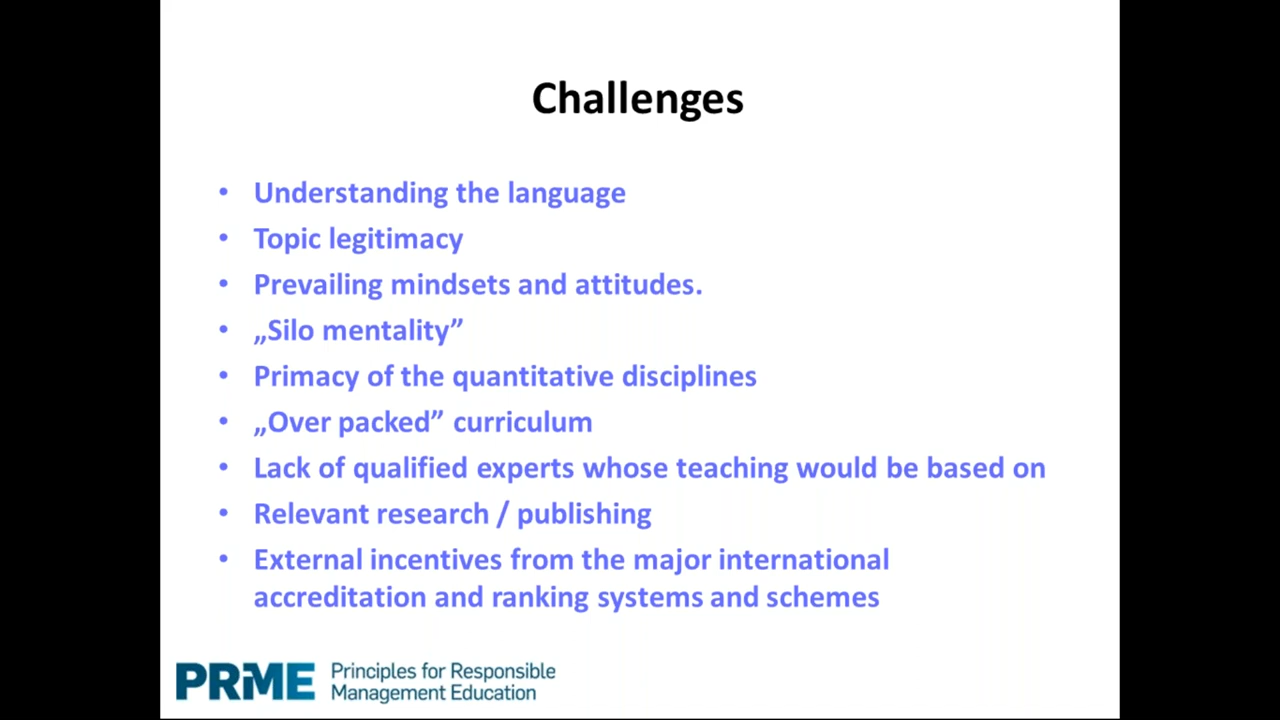 Challenges
• Understanding the language
• Topic legitimacy
• Prevailing mindsets and attitudes.
• „Silo mentality”
• Primacy of the quantitative disciplines
• „Over packed” curriculum
• Lack of qualified experts whose teaching would be based on
• Relevant research / publishing
• External incentives from the major international
accreditation and ranking systems and schemes
PRME Principles for Responsible
Management Education